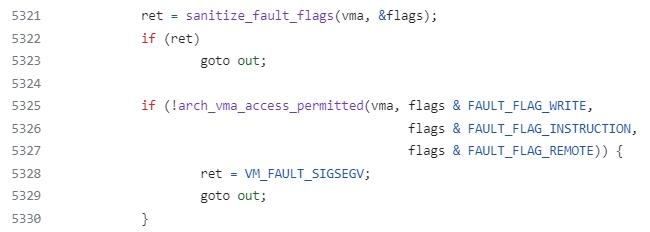 5321 ret = sanitize_fault_flags(vma, &flags);
5322 if (ret)
5323 goto out;
5324
5325 if (!arch_vma_access_permitted(vma, flags & FAULT_FLAG_WRITE,
5326 flags & FAULT_FLAG_INSTRUCTION,
5327 flags & FAULT_FLAG_REMOTE)) {
5328 ret = VM_FAULT_SIGSEGV;
5329 goto out;
5330 }